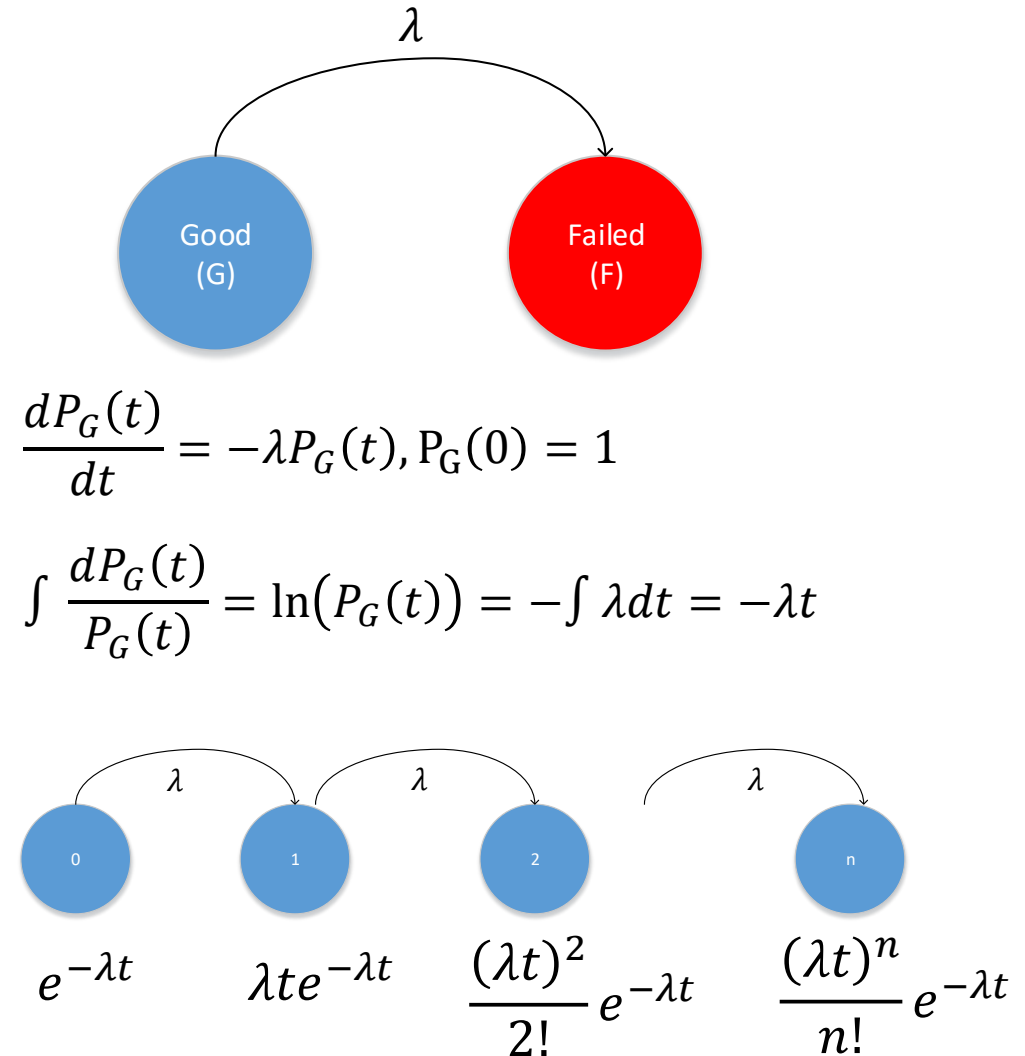 λ
Good
(G)
Failed
(F)
dP_G(t)/dt = −λP_G(t), P_G(0) = 1
∫ dP_G(t)/P_G(t) = ln(P_G(t)) = −∫ λdt = −λt
λ λ λ
0 1 2 n
e^{−λt} λte^{−λt} (λt)^2/2! e^{−λt} (λt)^n/n! e^{−λt}